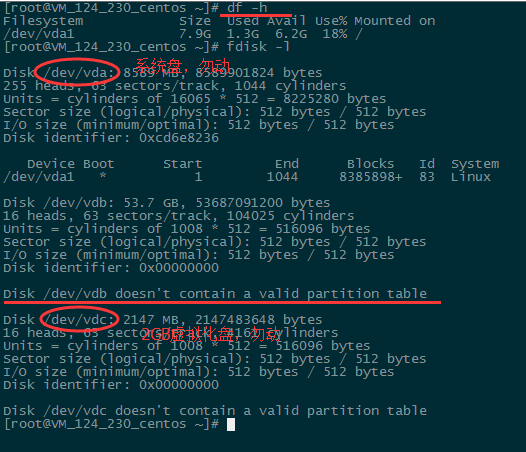 [root@VM_124_230_centos ~]# df -h
Filesystem Size Used Avail Use% Mounted on
/dev/vda1 7.9G 1.3G 6.2G 18% /
[root@VM_124_230_centos ~]# fdisk -l
系统盘，勿动
Disk /dev/vda: 8589 MB, 8589901824 bytes
255 heads, 63 sectors/track, 1044 cylinders
Units = cylinders of 16065 * 512 = 8225280 bytes
Sector size (logical/physical): 512 bytes / 512 bytes
I/O size (minimum/optimal): 512 bytes / 512 bytes
Disk identifier: 0xcd6e8236
Device Boot Start End Blocks Id System
/dev/vda1 * 1 1044 8385898+ 83 Linux
Disk /dev/vdb: 53.7 GB, 53687091200 bytes
16 heads, 63 sectors/track, 104025 cylinders
Units = cylinders of 1008 * 512 = 516096 bytes
Sector size (logical/physical): 512 bytes / 512 bytes
I/O size (minimum/optimal): 512 bytes / 512 bytes
Disk identifier: 0x00000000
Disk /dev/vdb doesn't contain a valid partition table
Disk /dev/vdc: 2147 MB, 2147483648 bytes
2GB虚拟化盘，勿动
16 heads, 63 sectors/track, 4161 cylinders
Units = cylinders of 1008 * 512 = 516096 bytes
Sector size (logical/physical): 512 bytes / 512 bytes
I/O size (minimum/optimal): 512 bytes / 512 bytes
Disk identifier: 0x00000000
Disk /dev/vdc doesn't contain a valid partition table
[root@VM_124_230_centos ~]#